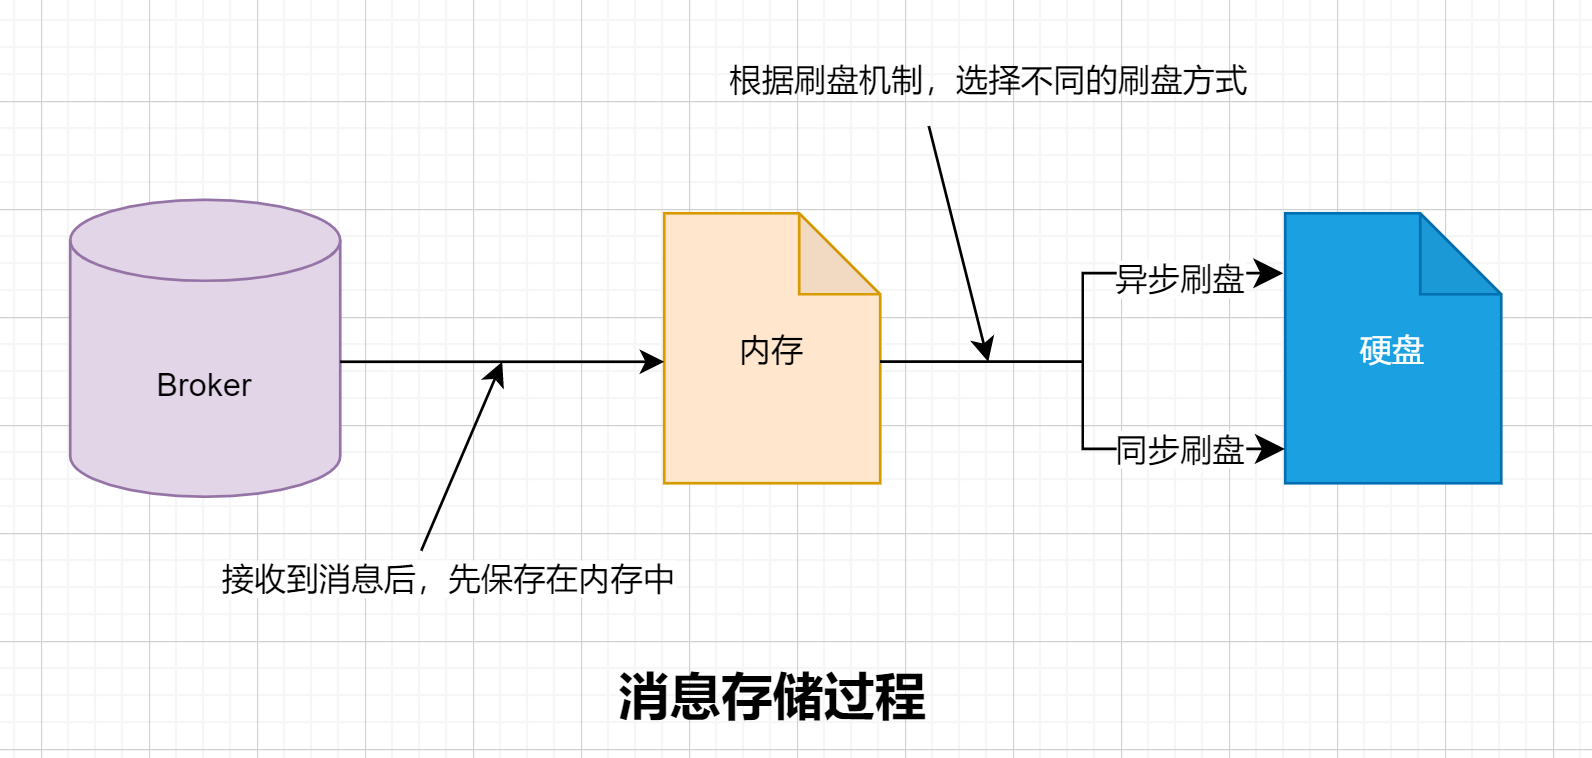 根据刷盘机制，选择不同的刷盘方式
Broker
内存
异步刷盘
同步刷盘
硬盘
接收到消息后，先保存在内存中
消息存储过程